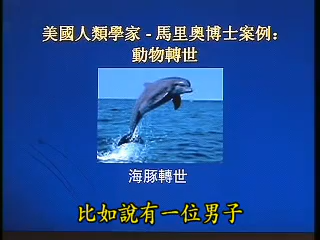 美國人類學家 - 馬里奧博士案例：
動物轉世
海豚轉世
比如說有一位男子